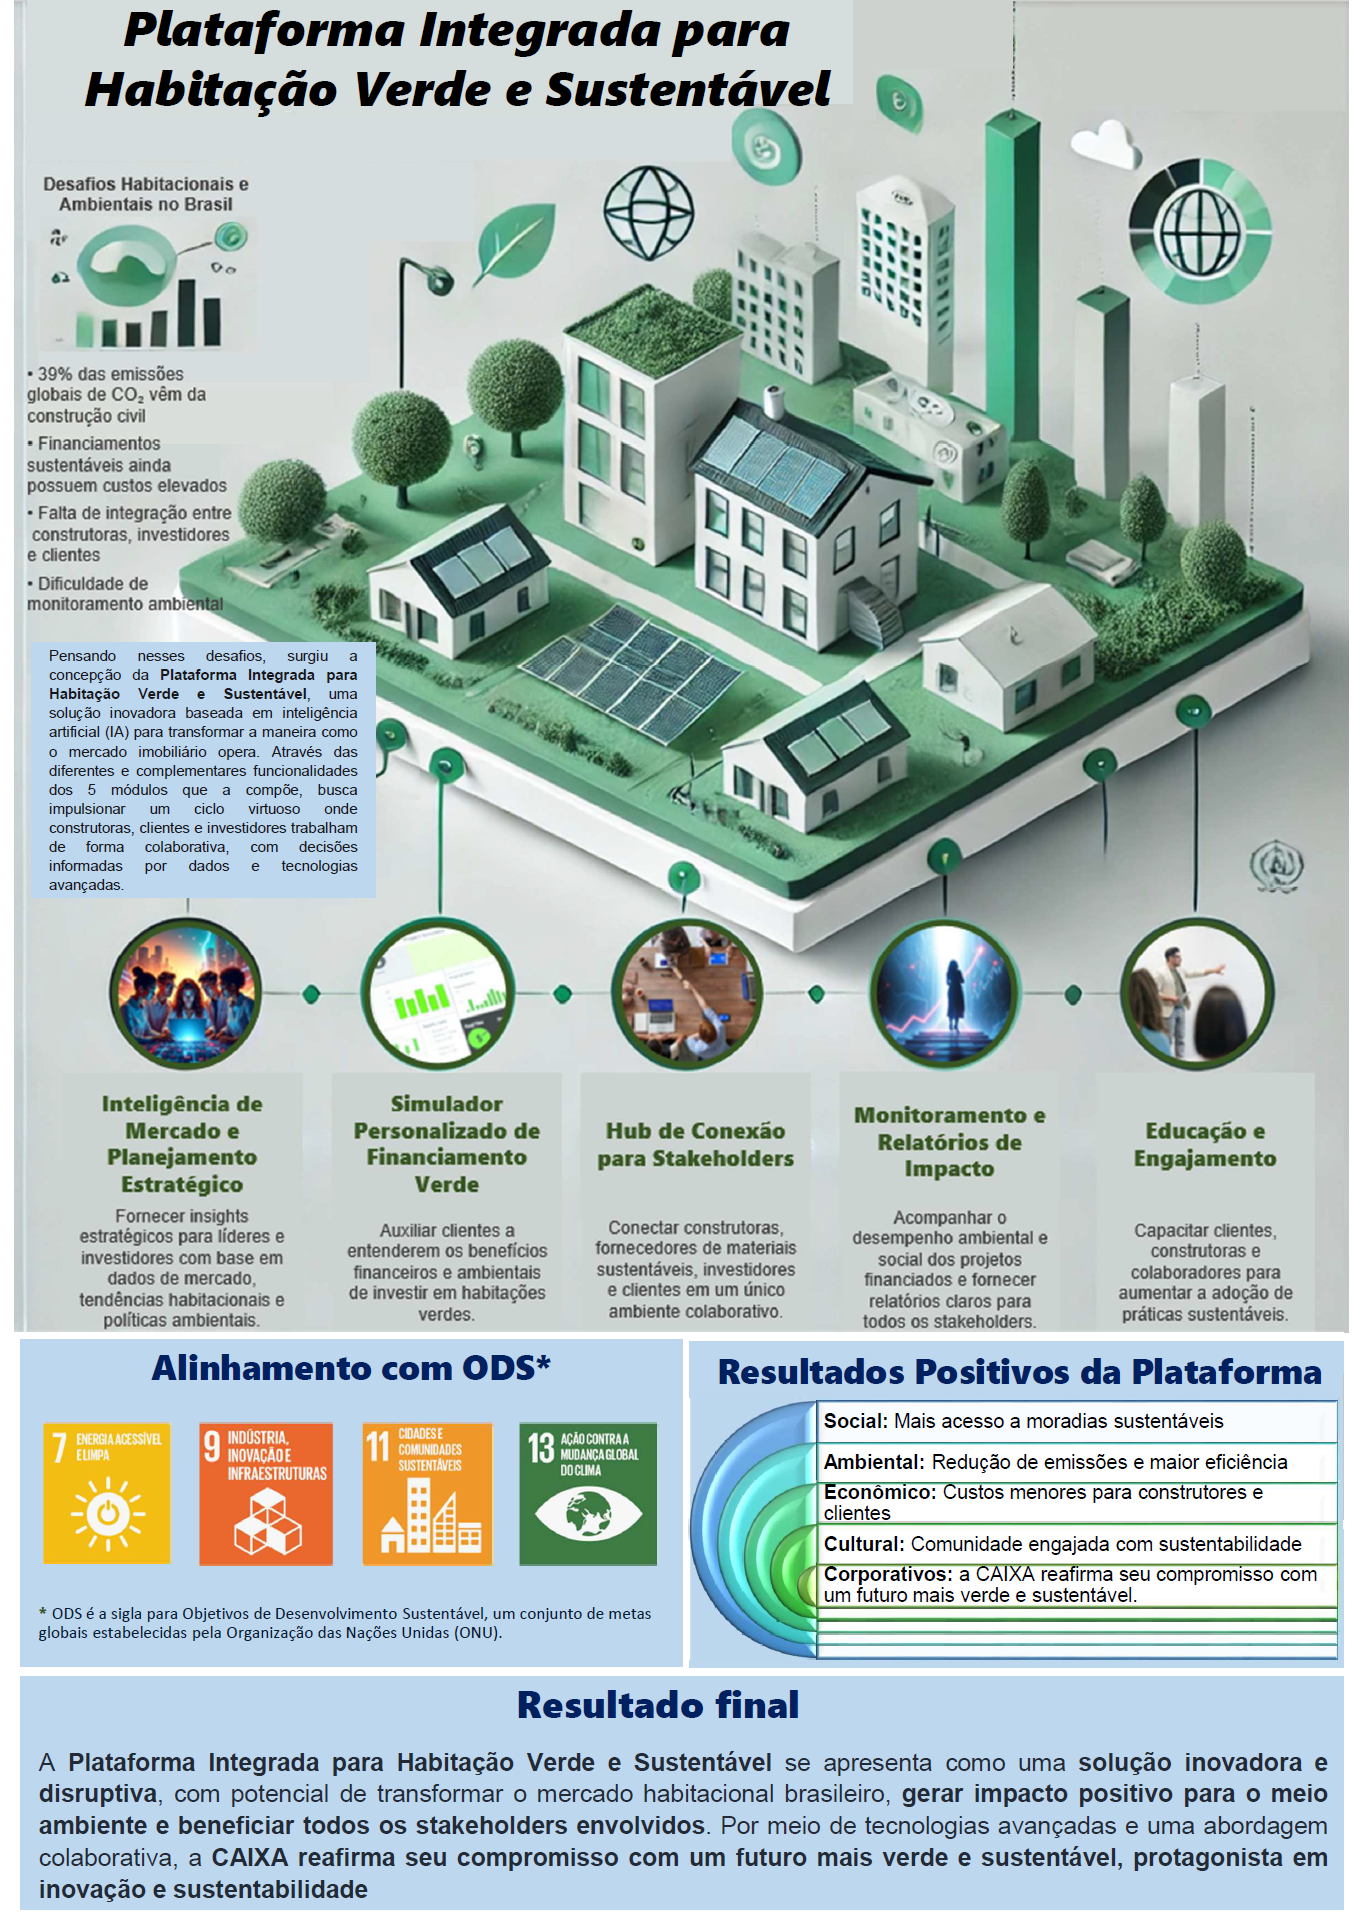 Plataforma Integrada para
Habitação Verde e Sustentável
Desafios Habitacionais e
Ambientais no Brasil
• 39% das emissões
globais de CO₂ vêm da
construção civil
• Financiamentos
sustentáveis ainda
possuem custos elevados
• Falta de integração entre
construtoras, investidores
e clientes
• Dificuldade de
monitoramento ambiental
Pensando nesses desafios, surgiu a
concepção da Plataforma Integrada para
Habitação Verde e Sustentável, uma
solução inovadora baseada em inteligência
artificial (IA) para transformar a maneira como
o mercado imobiliário opera. Através das
diferentes e complementares funcionalidades
dos 5 módulos que a compõe, busca
impulsionar um ciclo virtuoso onde
construtoras, clientes e investidores trabalham
de forma colaborativa, com decisões
informadas por dados e tecnologias
avançadas.
Inteligência de
Mercado e
Planejamento
Estratégico
Fornecer insights
estratégicos para líderes e
investidores com base em
dados de mercado,
tendências habitacionais e
políticas ambientais.
Simulador
Personalizado de
Financiamento
Verde
Auxiliar clientes a
entenderem os benefícios
financeiros e ambientais
de investir em habitações
verdes.
Hub de Conexão
para Stakeholders
Conectar construtoras,
fornecedores de materiais
sustentáveis, investidores
e clientes em um único
ambiente colaborativo.
Monitoramento e
Relatórios de
Impacto
Acompanhar o
desempenho ambiental e
social dos projetos
financiados e fornecer
relatórios claros para
todos os stakeholders.
Educação e
Engajamento
Capacitar clientes,
construtoras e
colaboradores para
aumentar a adoção de
práticas sustentáveis.
Alinhamento com ODS*
7 ENERGIA ACESSÍVEL
E LIMPA
9 INDÚSTRIA,
INOVAÇÃO E
INFRAESTRUTURAS
11 CIDADES E
COMUNIDADES
SUSTENTÁVEIS
13 AÇÃO CONTRA A
MUDANÇA GLOBAL
DO CLIMA
* ODS é a sigla para Objetivos de Desenvolvimento Sustentável, um conjunto de metas
globais estabelecidas pela Organização das Nações Unidas (ONU).
Resultados Positivos da Plataforma
Social: Mais acesso a moradias sustentáveis
Ambiental: Redução de emissões e maior eficiência
Econômico: Custos menores para construtores e
clientes
Cultural: Comunidade engajada com sustentabilidade
Corporativos: a CAIXA reafirma seu compromisso com
um futuro mais verde e sustentável.
Resultado final
A Plataforma Integrada para Habitação Verde e Sustentável se apresenta como uma solução inovadora e
disruptiva, com potencial de transformar o mercado habitacional brasileiro, gerar impacto positivo para o meio
ambiente e beneficiar todos os stakeholders envolvidos. Por meio de tecnologias avançadas e uma abordagem
colaborativa, a CAIXA reafirma seu compromisso com um futuro mais verde e sustentável, protagonista em
inovação e sustentabilidade